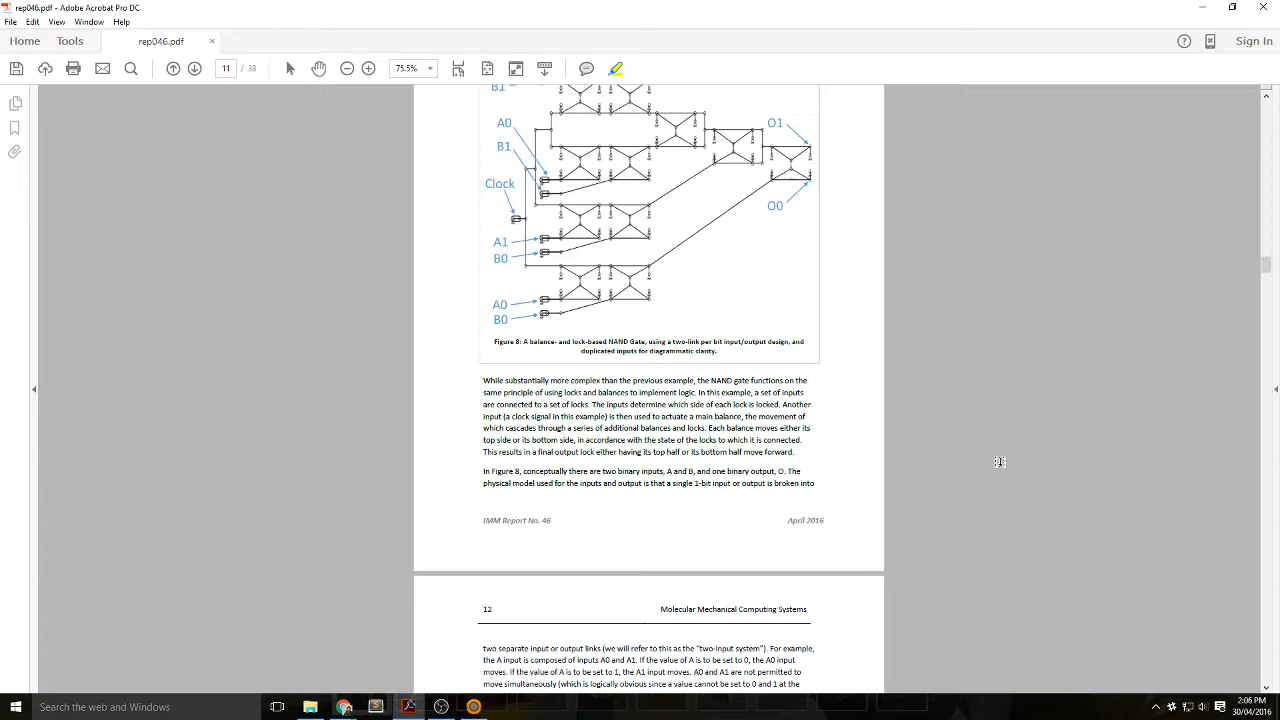 rep046.pdf - Adobe Acrobat Pro DC
File Edit View Window Help
Home Tools rep046.pdf × Sign In
11 / 38 75.5%
B1
A0
B1
Clock
A1
B0
A0
B0
O1
O0
Figure 8: A balance- and lock-based NAND Gate, using a two-link per bit input/output design, and
duplicated inputs for diagrammatic clarity.
While substantially more complex than the previous example, the NAND gate functions on the
same principle of using locks and balances to implement logic. In this example, a set of inputs
are connected to a set of locks. The inputs determine which side of each lock is locked. Another
input (a clock signal in this example) is then used to actuate a main balance, the movement of
which cascades through a series of additional balances and locks. Each balance moves either its
top side or its bottom side, in accordance with the state of the locks to which it is connected.
This results in a final output lock either having its top half or its bottom half move forward.
In Figure 8, conceptually there are two binary inputs, A and B, and one binary output, O. The
physical model used for the inputs and output is that a single 1-bit input or output is broken into
IMM Report No. 46 April 2016
12 Molecular Mechanical Computing Systems
two separate input or output links (we will refer to this as the "two-input system"). For example,
the A input is composed of inputs A0 and A1. If the value of A is to be set to 0, the A0 input
moves. If the value of A is to be set to 1, the A1 input moves. A0 and A1 are not permitted to
move simultaneously (which is logically obvious since a value cannot be set to 0 and 1 at the
Search the web and Windows
2:06 PM
30/04/2016